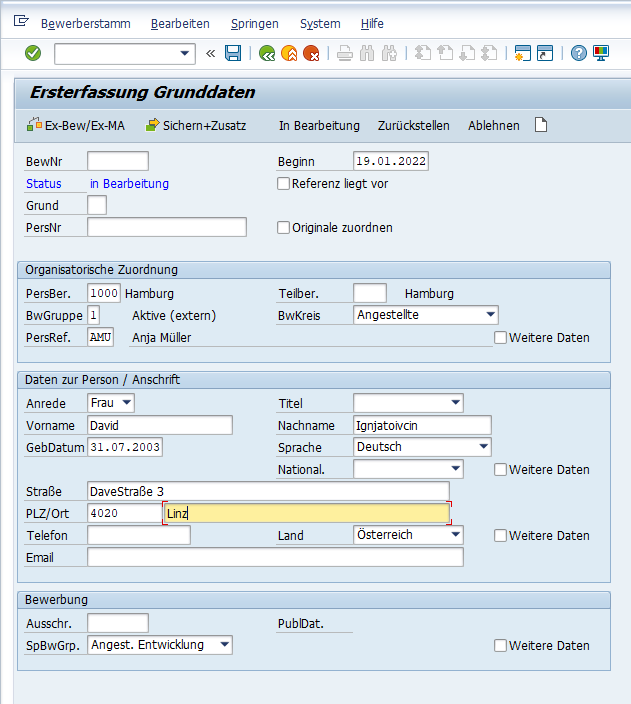 Bewerberstamm Bearbeiten Springen System Hilfe
Ersterfassung Grunddaten
Ex-Bew/Ex-MA Sichern+Zusatz In Bearbeitung Zurückstellen Ablehnen
BewNr Beginn 19.01.2022
Status in Bearbeitung Referenz liegt vor
Grund
PersNr Originale zuordnen
Organisatorische Zuordnung
PersBer. 1000 Hamburg Teilber. Hamburg
BwGruppe 1 Aktive (extern) BwKreis Angestellte
PersRef. AMU Anja Müller Weitere Daten
Daten zur Person / Anschrift
Anrede Frau Titel
Vorname David Nachname Ignjatoivcin
GebDatum 31.07.2003 Sprache Deutsch
National. Weitere Daten
Straße DaveStraße 3
PLZ/Ort 4020 Linz
Telefon Land Österreich Weitere Daten
Email
Bewerbung
Ausschr. PublDat.
SpBwGrp. Angest. Entwicklung Weitere Daten